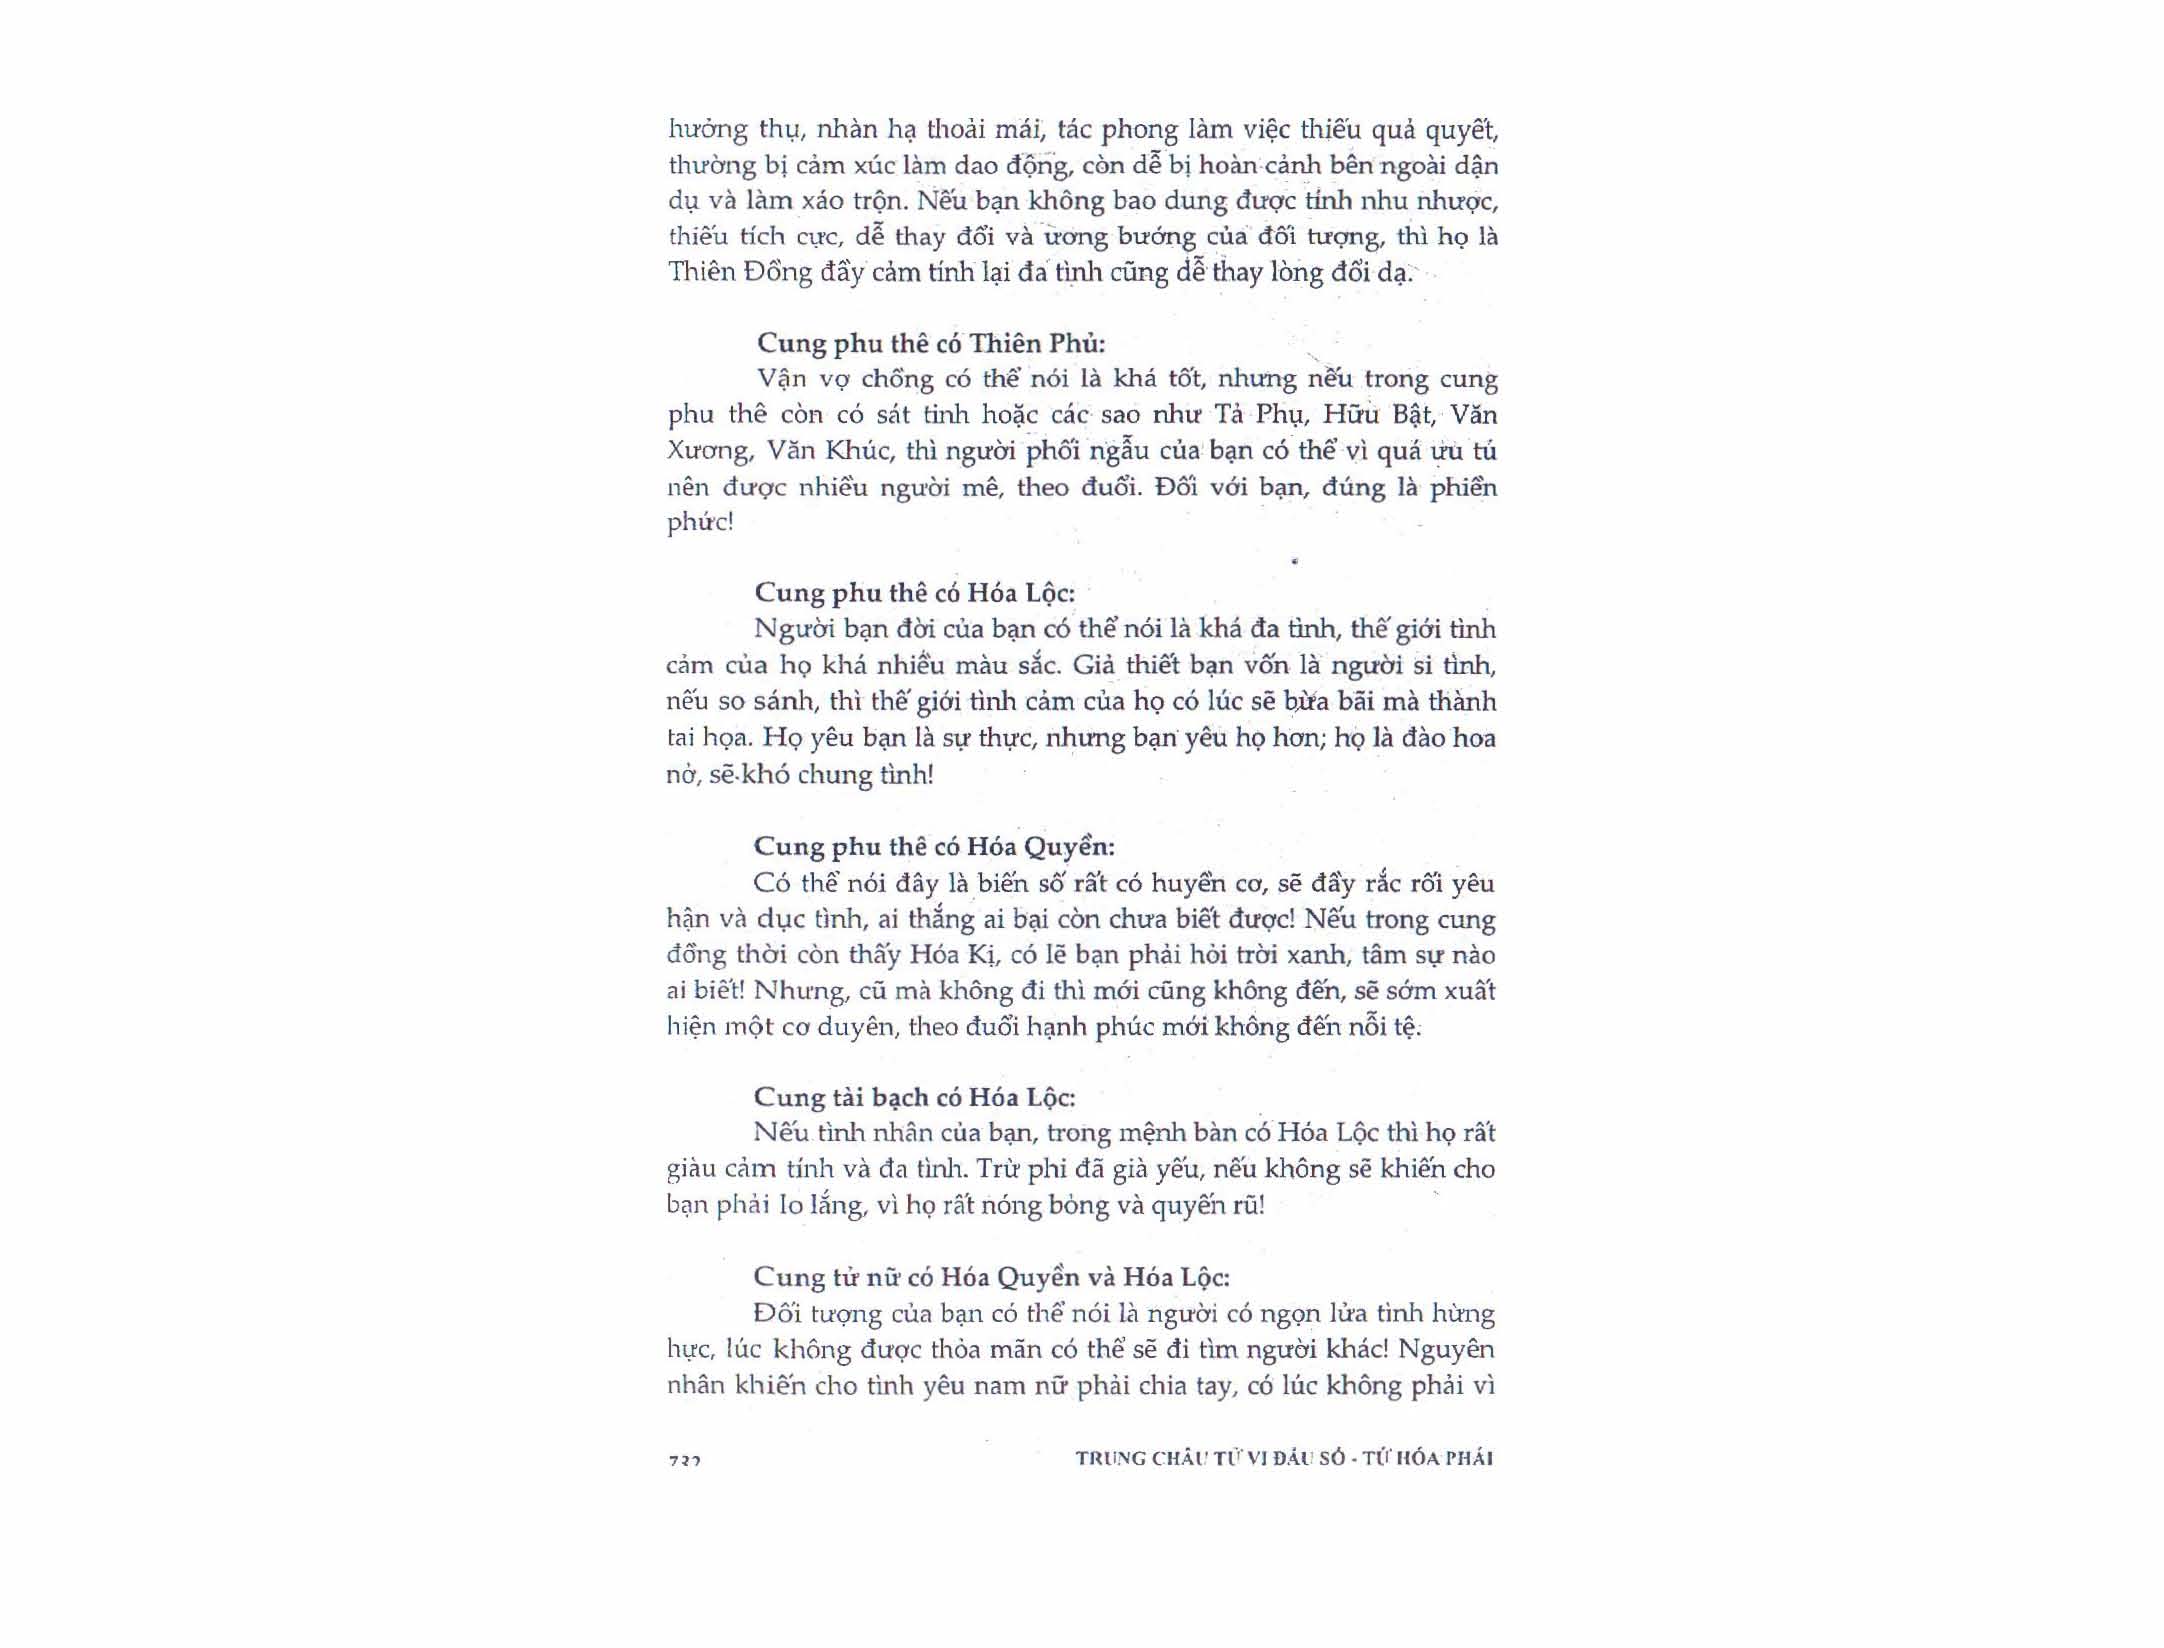 hưởng thụ, nhàn hạ thoải mái, tác phong làm việc thiếu quả quyết,
thường bị cảm xúc làm dao động, còn dễ bị hoàn cảnh bên ngoài dận
dụ và làm xáo trộn. Nếu bạn không bao dung được tính nhu nhược,
thiếu tích cực, dễ thay đổi và ương bướng của đối tượng, thì họ là
Thiên Đồng đầy cảm tính lại đa tình cũng dễ thay lòng đổi dạ.
Cung phu thê có Thiên Phủ:
Vận vợ chồng có thể nói là khá tốt, nhưng nếu trong cung
phu thê còn có sát tinh hoặc các sao như Tả Phụ, Hữu Bật, Văn
Xương, Văn Khúc, thì người phối ngẫu của bạn có thể vì quá ưu tú
nên được nhiều người mê, theo đuổi. Đối với bạn, đúng là phiền
phức!
Cung phu thê có Hóa Lộc:
Người bạn đời của bạn có thể nói là khá đa tình, thế giới tình
cảm của họ khá nhiều màu sắc. Giả thiết bạn vốn là người si tình,
nếu so sánh, thì thế giới tình cảm của họ có lúc sẽ bừa bãi mà thành
tai họa. Họ yêu bạn là sự thực, nhưng bạn yêu họ hơn; họ là đào hoa
nở, sẽ khó chung tình!
Cung phu thê có Hóa Quyền:
Có thể nói đây là biến số rất có huyền cơ, sẽ đầy rắc rối yêu
hận và dục tình, ai thắng ai bại còn chưa biết được! Nếu trong cung
đồng thời còn thấy Hóa Kị, có lẽ bạn phải hỏi trời xanh, tâm sự nào
ai biết! Nhưng, cũ mà không đi thì mới cũng không đến, sẽ sớm xuất
hiện một cơ duyên, theo đuổi hạnh phúc mới không đến nỗi tệ.
Cung tài bạch có Hóa Lộc:
Nếu tình nhân của bạn, trong mệnh bàn có Hóa Lộc thì họ rất
giàu cảm tính và đa tình. Trừ phi đã già yếu, nếu không sẽ khiến cho
bạn phải lo lắng, vì họ rất nóng bỏng và quyến rũ!
Cung tử nữ có Hóa Quyền và Hóa Lộc:
Đối tượng của bạn có thể nói là người có ngọn lửa tình hừng
hực, lúc không được thỏa mãn có thể sẽ đi tìm người khác! Nguyên
nhân khiến cho tình yêu nam nữ phải chia tay, có lúc không phải vì
TRUNG CHÂU TỬ VI ĐẨU SỐ - TỨ HÓA PHÁI